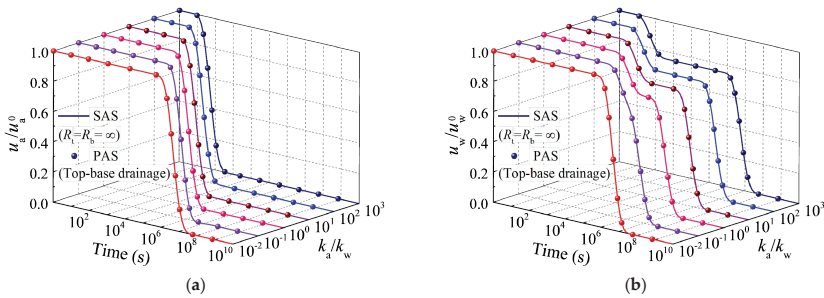 1.0
0.8
0.6
0.4
0.2
0.0
u_a/u_a^0
SAS
(R_t=R_b=∞)
PAS
(Top-base drainage)
10^2 10^4 10^6 10^8 10^10
Time (s)
10^-2 10^-1 10^0 10^1 10^2 10^3
k_a/k_w
(a)
1.0
0.8
0.6
0.4
0.2
0.0
u_w/u_w^0
SAS
(R_t=R_b=∞)
PAS
(Top-base drainage)
10^2 10^4 10^6 10^8 10^10
Time (s)
10^-2 10^-1 10^0 10^1 10^2 10^3
k_a/k_w
(b)